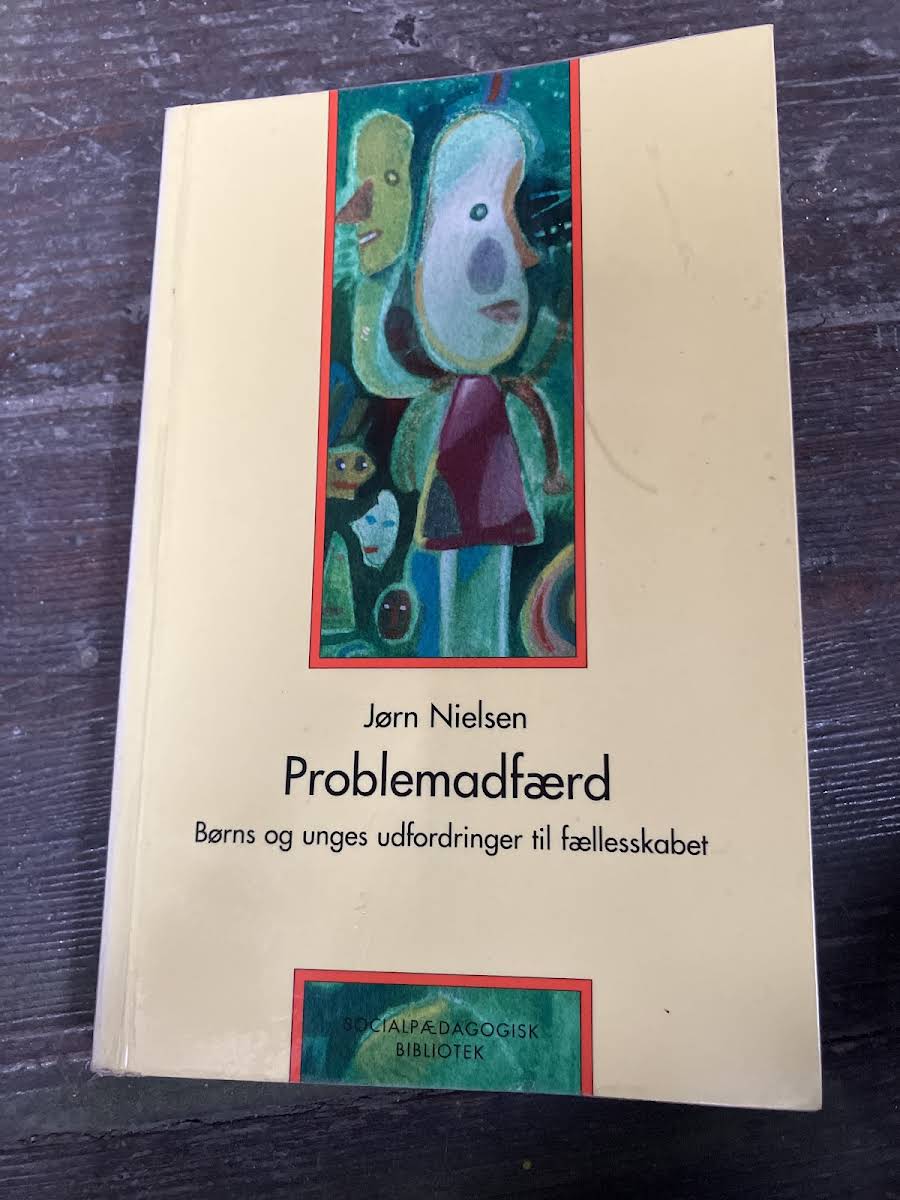 Jørn Nielsen
Problemadfærd
Børns og unges udfordringer til fællesskabet
SOCIALPÆDAGOGISK
BIBLIOTEK